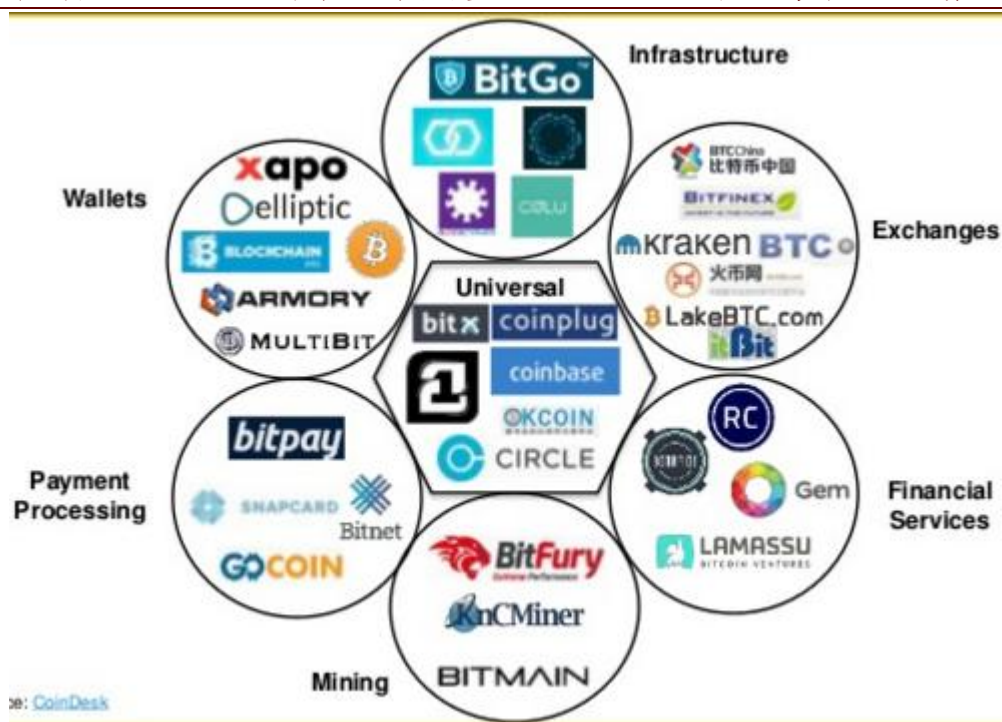 Infrastructure
BitGo
COLU
Wallets
xapo
elliptic
BLOCKCHAIN
ARMORY
MULTIBIT
BTCChina
比特币中国
BITFINEX
Exchanges
kraken BTC
火币网
LakeBTC.com
itBit
Universal
bitx coinplug
1
coinbase
OKCOIN
CIRCLE
Payment
Processing
bitpay
SNAPCARD
Bitnet
GOCOIN
RC
Gem
LAMASSU
BITCOIN VENTURES
Financial
Services
BitFury
KnCMiner
BITMAIN
Mining
ce: CoinDesk